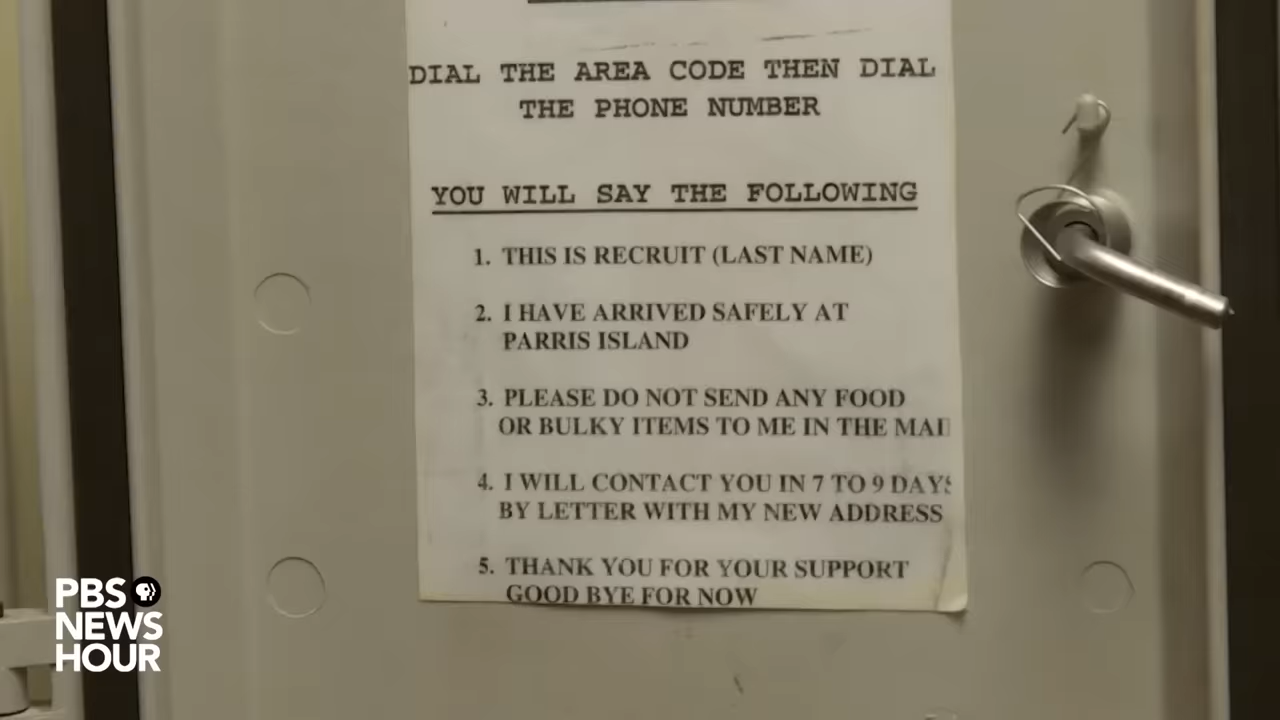 DIAL THE AREA CODE THEN DIAL
THE PHONE NUMBER
YOU WILL SAY THE FOLLOWING
1. THIS IS RECRUIT (LAST NAME)
2. I HAVE ARRIVED SAFELY AT
PARRIS ISLAND
3. PLEASE DO NOT SEND ANY FOOD
OR BULKY ITEMS TO ME IN THE MAI
4. I WILL CONTACT YOU IN 7 TO 9 DAYS
BY LETTER WITH MY NEW ADDRESS
5. THANK YOU FOR YOUR SUPPORT
GOOD BYE FOR NOW
PBS
NEWS
HOUR